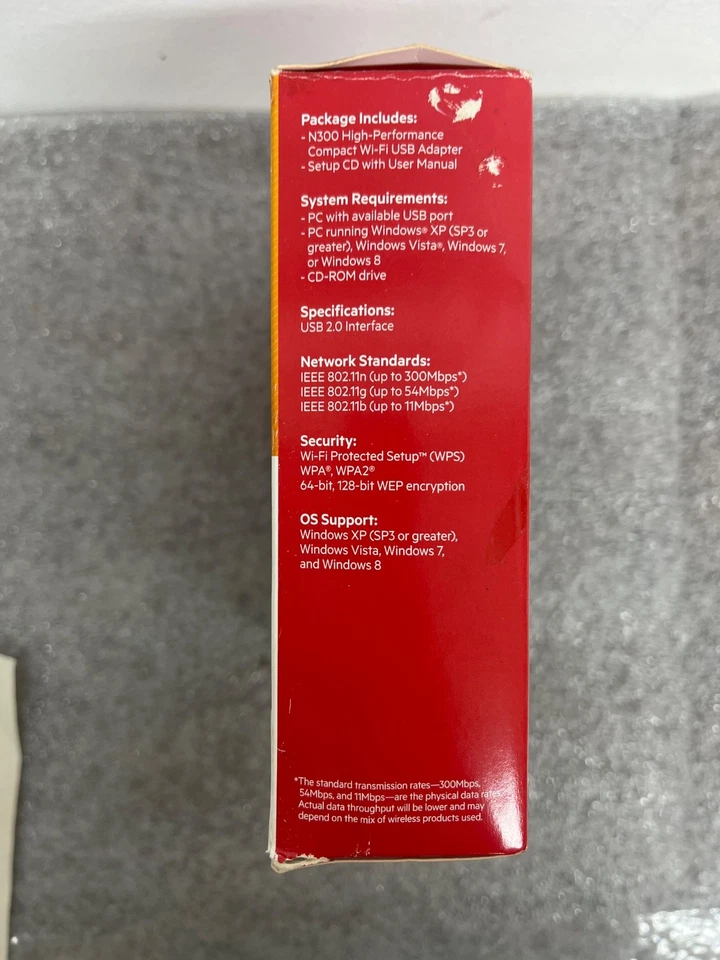 Package Includes:
- N300 High-Performance
Compact Wi-Fi USB Adapter
- Setup CD with User Manual
System Requirements:
- PC with available USB port
- PC running Windows® XP (SP3 or
greater), Windows Vista®, Windows 7,
or Windows 8
- CD-ROM drive
Specifications:
USB 2.0 Interface
Network Standards:
IEEE 802.11n (up to 300Mbps*)
IEEE 802.11g (up to 54Mbps*)
IEEE 802.11b (up to 11Mbps*)
Security:
Wi-Fi Protected Setup™ (WPS)
WPA®, WPA2®
64-bit, 128-bit WEP encryption
OS Support:
Windows XP (SP3 or greater),
Windows Vista, Windows 7,
and Windows 8
*The standard transmission rates—300Mbps,
54Mbps, and 11Mbps—are the physical data rates.
Actual data throughput will be lower and may
depend on the mix of wireless products used.